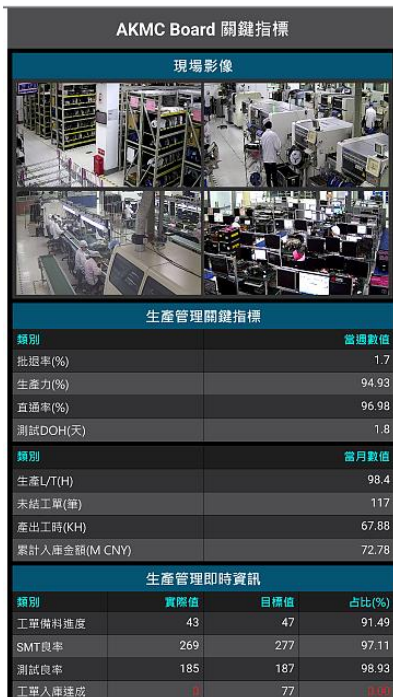 AKMC Board 關鍵指標
現場影像
生產管理關鍵指標
類別 當週數值
批退率(%) 1.7
生產力(%) 94.93
直通率(%) 96.98
測試DOH(天) 1.8
類別 當月數值
生產L/T(H) 98.4
未結工單(筆) 117
產出工時(KH) 67.88
累計入庫金額(M CNY) 72.78
生產管理即時資訊
類別 實際值 目標值 占比(%)
工單備料進度 43 47 91.49
SMT良率 269 277 97.11
測試良率 185 187 98.93
工單入庫達成 0 77 0.00